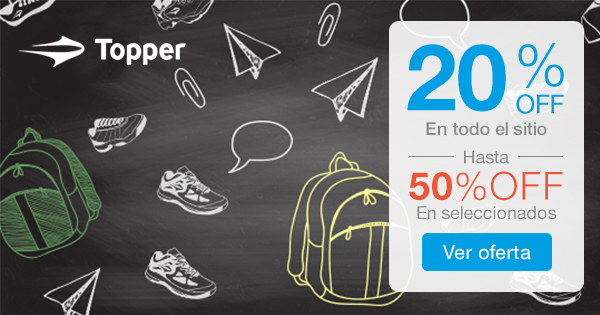 Topper
20% OFF
En todo el sitio
Hasta
50%OFF
En seleccionados
Ver oferta